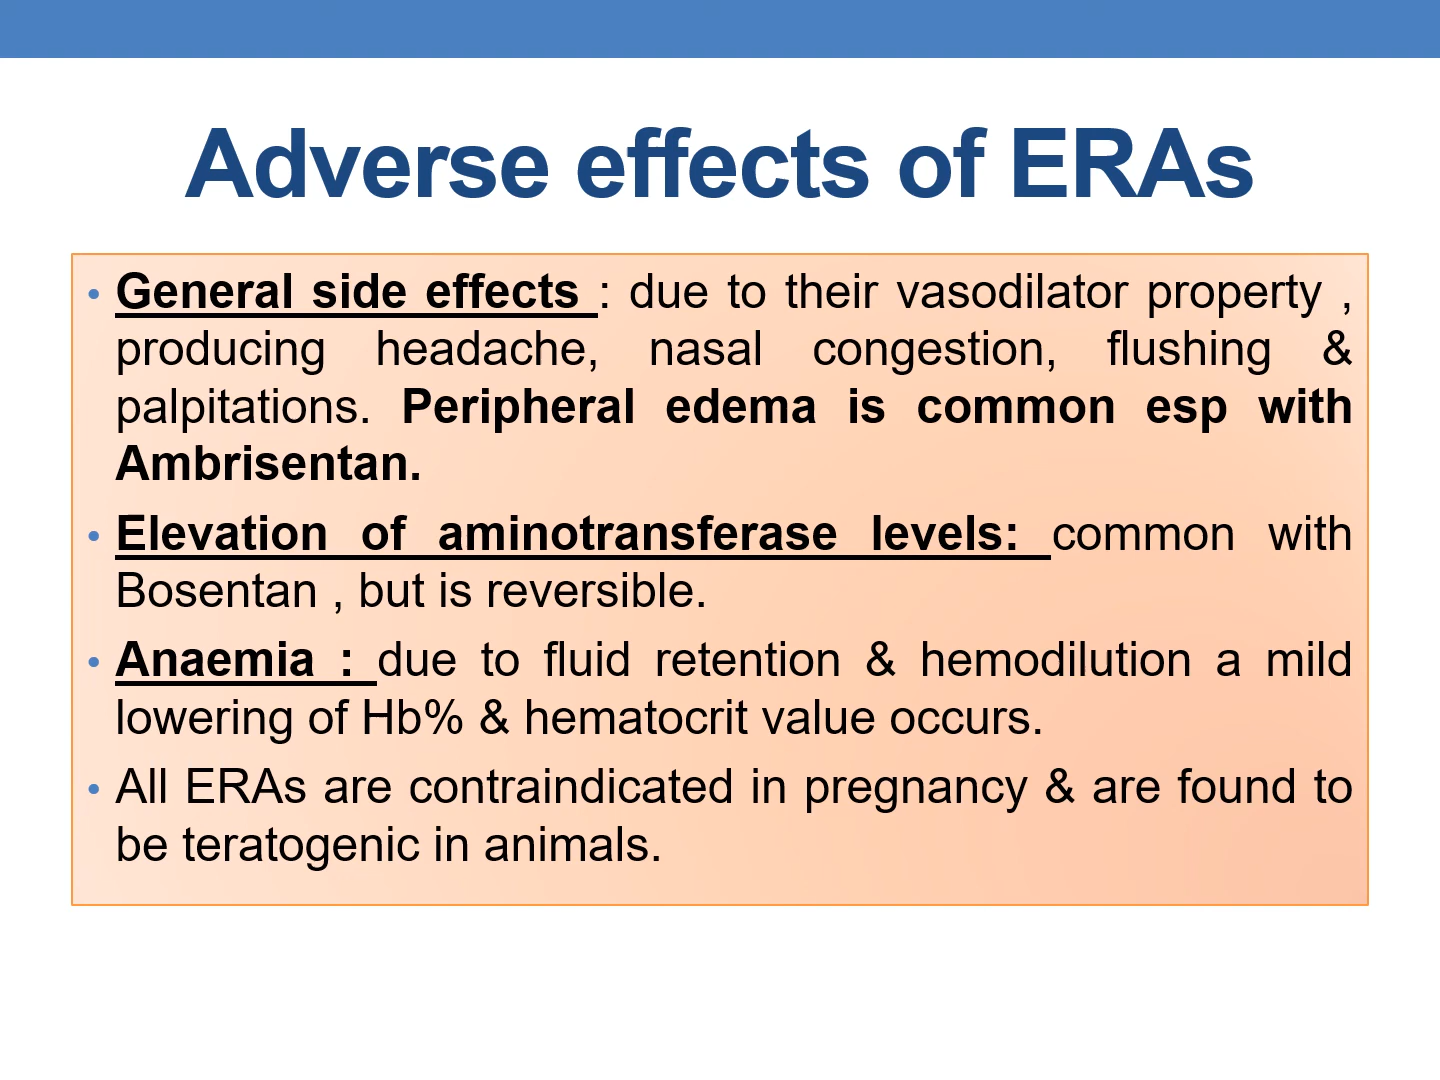 Adverse effects of ERAs
• General side effects : due to their vasodilator property ,
producing headache, nasal congestion, flushing &
palpitations. Peripheral edema is common esp with
Ambrisentan.
• Elevation of aminotransferase levels: common with
Bosentan , but is reversible.
• Anaemia : due to fluid retention & hemodilution a mild
lowering of Hb% & hematocrit value occurs.
• All ERAs are contraindicated in pregnancy & are found to
be teratogenic in animals.